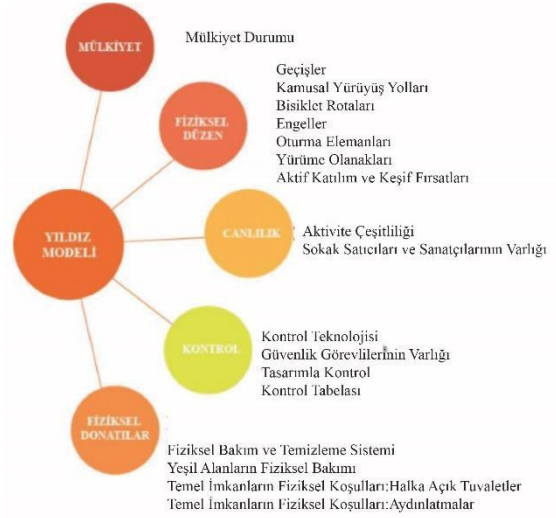 MÜLKİYET
Mülkiyet Durumu
FİZİKSEL
DÜZEN
Geçişler
Kamusal Yürüyüş Yolları
Bisiklet Rotaları
Engeller
Oturma Elemanları
Yürüme Olanakları
Aktif Katılım ve Keşif Fırsatları
YILDIZ
MODELİ
CANLILIK
Aktivite Çeşitliliği
Sokak Satıcıları ve Sanatçılarının Varlığı
KONTROL
Kontrol Teknolojisi
Güvenlik Görevlilerinin Varlığı
Tasarımla Kontrol
Kontrol Tabelası
FİZİKSEL
DONATILAR
Fiziksel Bakım ve Temizleme Sistemi
Yeşil Alanların Fiziksel Bakımı
Temel İmkanların Fiziksel Koşulları:Halka Açık Tuvaletler
Temel İmkanların Fiziksel Koşulları:Aydınlatmalar